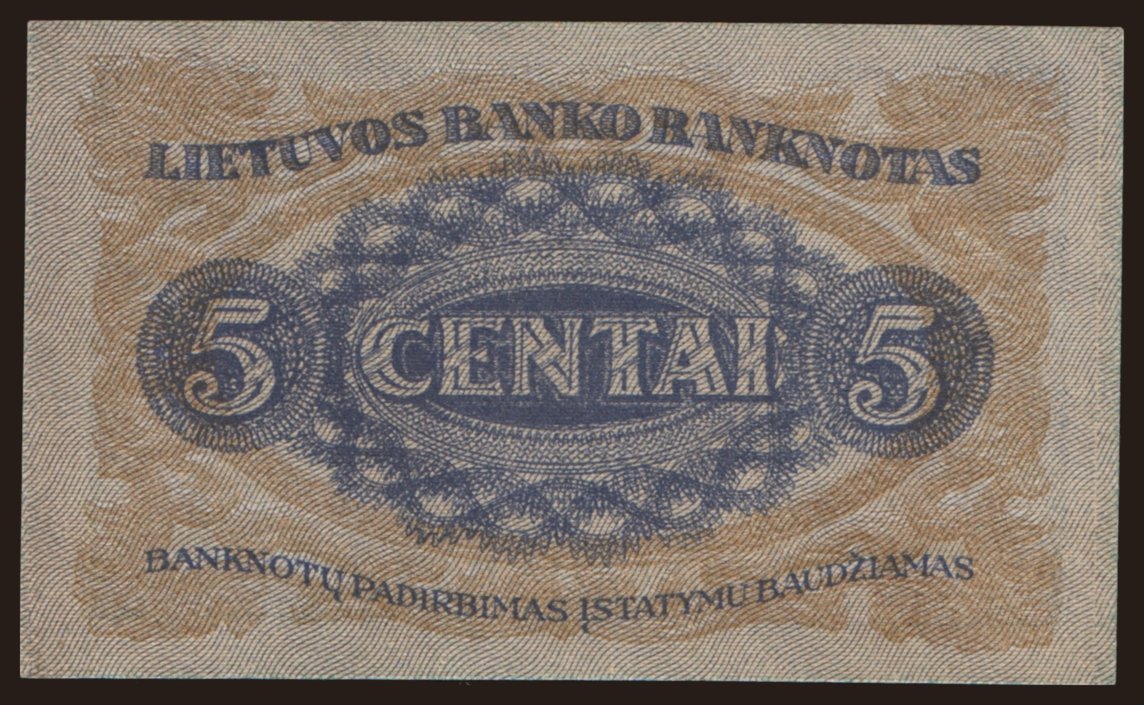 LIETUVOS BANKO BANKNOTAS
5 CENTAI 5
BANKNOTŲ PADIRBIMAS ĮSTATYMU BAUDŽIAMAS